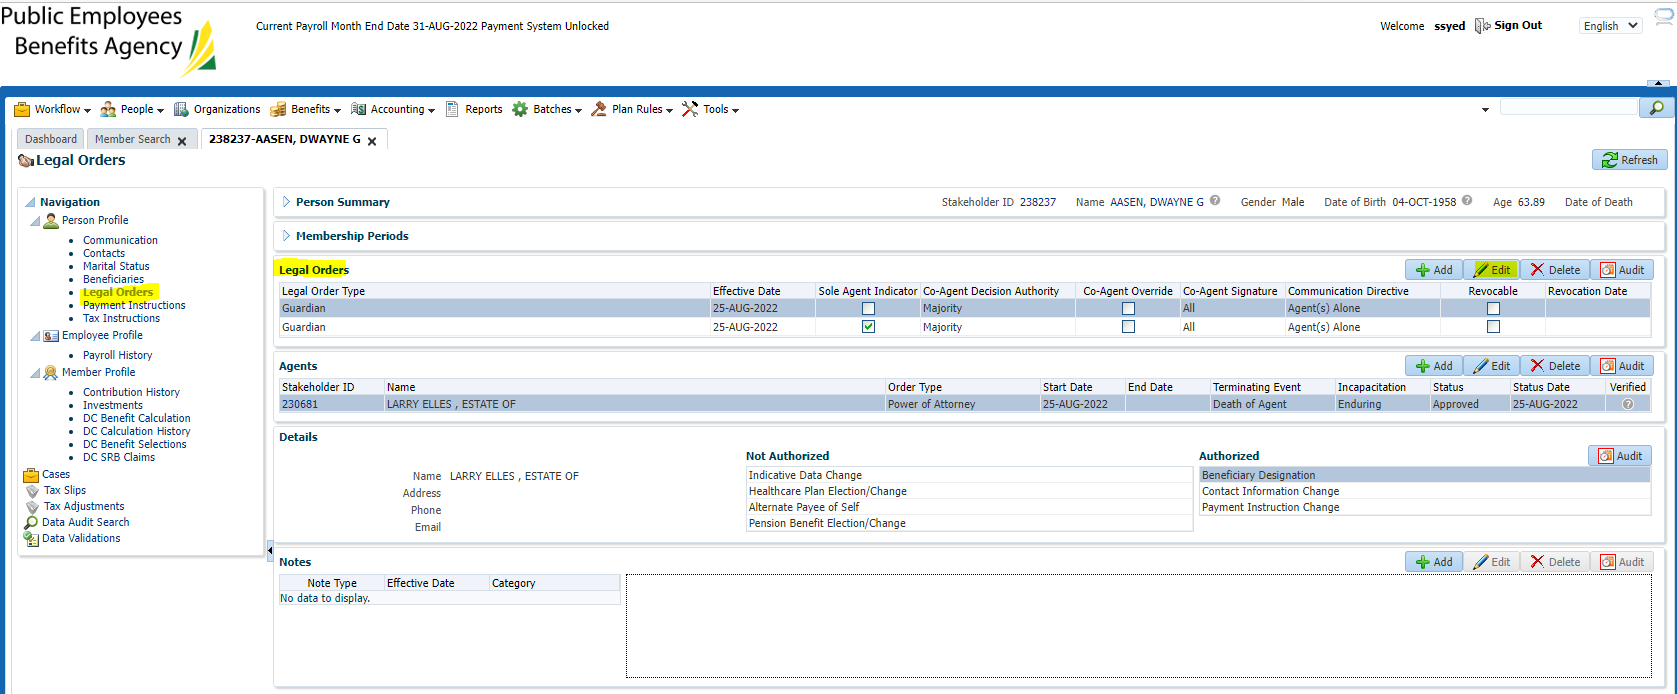 Public Employees
Benefits Agency
Current Payroll Month End Date 31-AUG-2022 Payment System Unlocked
Welcome ssyed Sign Out English
Workflow People Organizations Benefits Accounting Reports Batches Plan Rules Tools
Dashboard Member Search 238237-AASEN, DWAYNE G
Legal Orders
Refresh
Navigation
Person Profile
Communication
Contacts
Marital Status
Beneficiaries
Legal Orders
Payment Instructions
Tax Instructions
Employee Profile
Payroll History
Member Profile
Contribution History
Investments
DC Benefit Calculation
DC Calculation History
DC Benefit Selections
DC SRB Claims
Cases
Tax Slips
Tax Adjustments
Data Audit Search
Data Validations
Person Summary Stakeholder ID 238237 Name AASEN, DWAYNE G Gender Male Date of Birth 04-OCT-1958 Age 63.89 Date of Death
Membership Periods
Legal Orders Add Edit Delete Audit
Legal Order Type Effective Date Sole Agent Indicator Co-Agent Decision Authority Co-Agent Override Co-Agent Signature Communication Directive Revocable Revocation Date
Guardian 25-AUG-2022 Majority All Agent(s) Alone
Guardian 25-AUG-2022 Majority All Agent(s) Alone
Agents Add Edit Delete Audit
Stakeholder ID Name Order Type Start Date End Date Terminating Event Incapacitation Status Status Date Verified
230681 LARRY ELLES , ESTATE OF Power of Attorney 25-AUG-2022 Death of Agent Enduring Approved 25-AUG-2022
Details
Name LARRY ELLES , ESTATE OF
Address
Phone
Email
Not Authorized
Indicative Data Change
Healthcare Plan Election/Change
Alternate Payee of Self
Pension Benefit Election/Change
Authorized Audit
Beneficiary Designation
Contact Information Change
Payment Instruction Change
Notes Add Edit Delete Audit
Note Type Effective Date Category
No data to display.